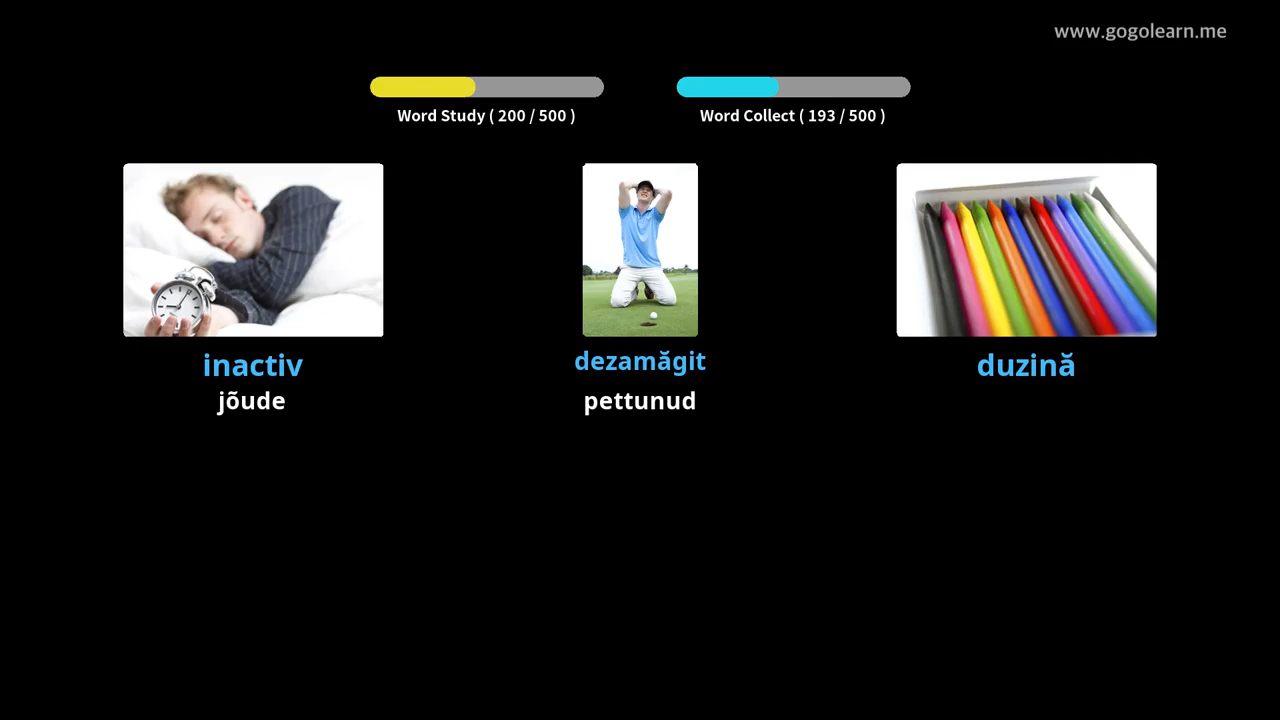 www.gogolearn.me
Word Study ( 200 / 500 )
Word Collect ( 193 / 500 )
inactiv
jõude
dezamăgit
pettunud
duzină